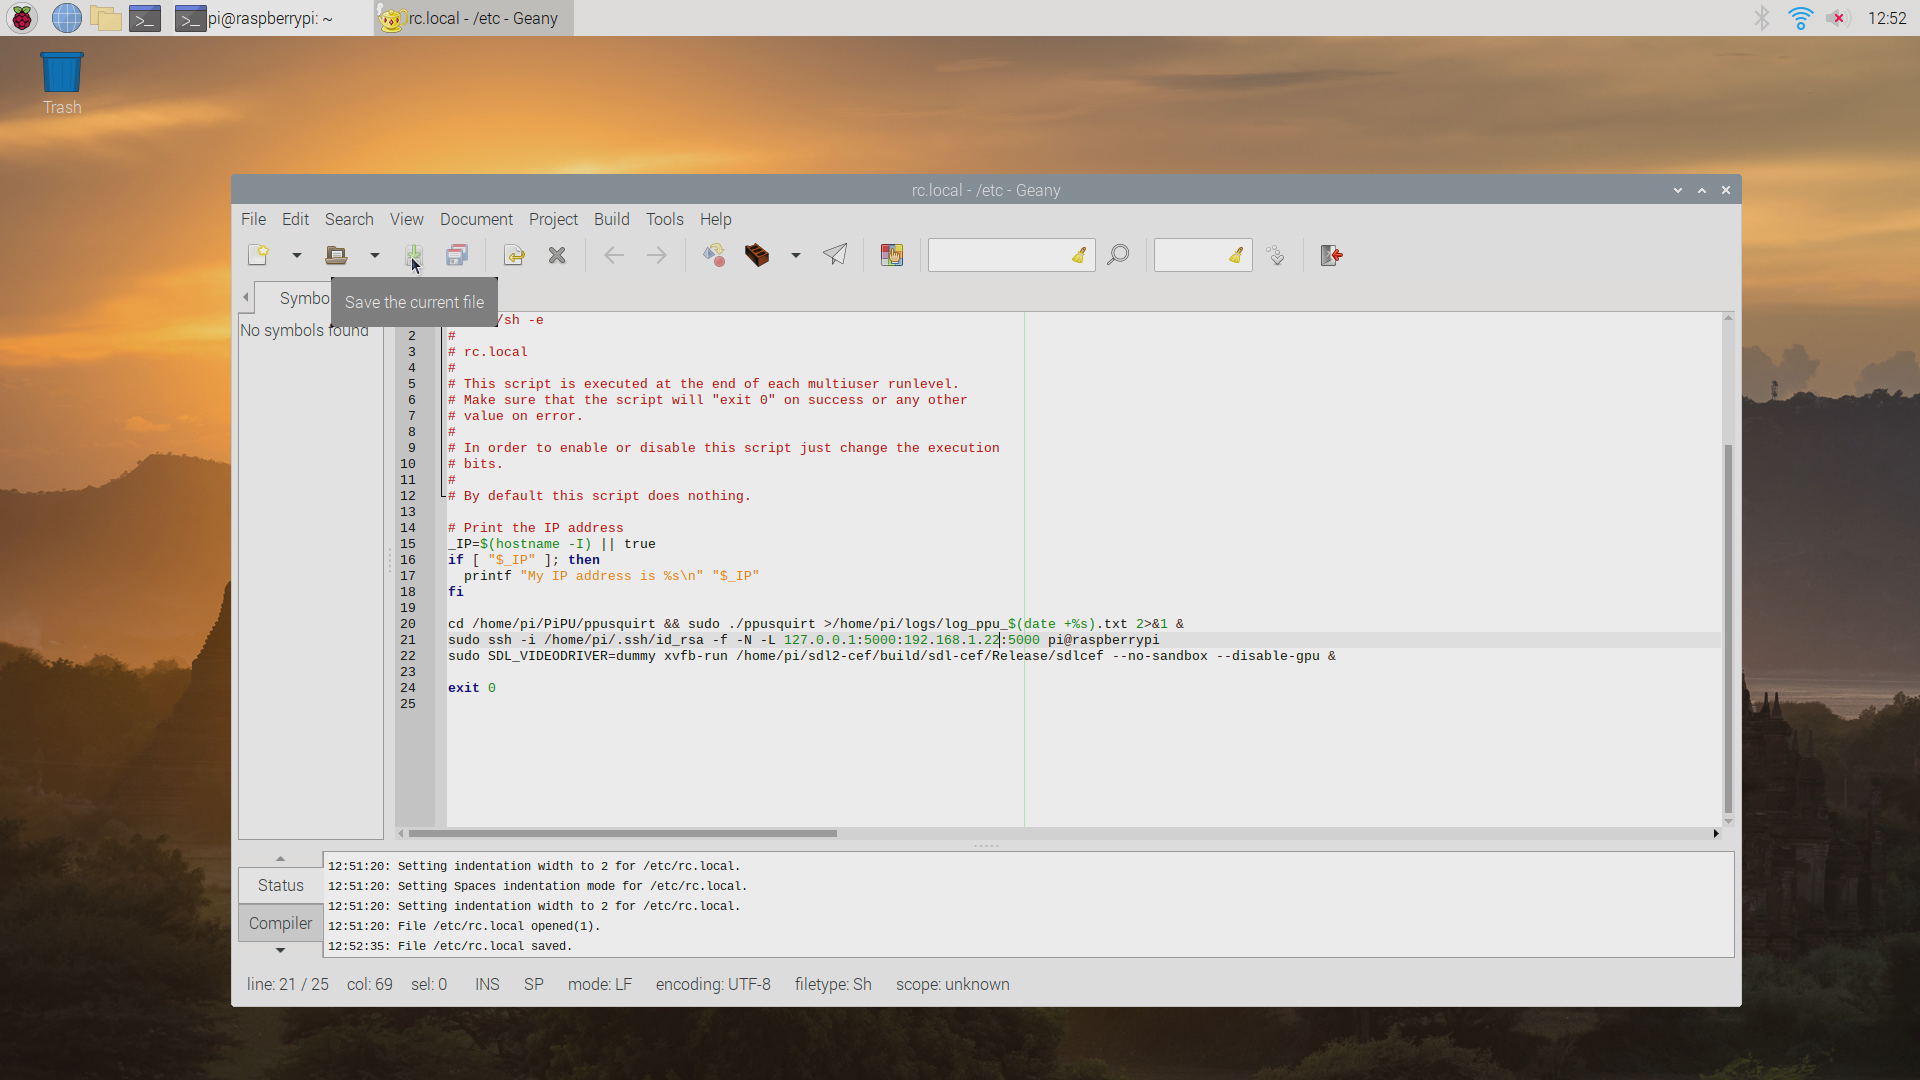 pi@raspberrypi: ~
rc.local - /etc - Geany
12:52
Trash
rc.local - /etc - Geany
File Edit Search View Document Project Build Tools Help
Symbo
Save the current file
No symbols found
/sh -e
2 #
3 # rc.local
4 #
5 # This script is executed at the end of each multiuser runlevel.
6 # Make sure that the script will "exit 0" on success or any other
7 # value on error.
8 #
9 # In order to enable or disable this script just change the execution
10 # bits.
11 #
12 # By default this script does nothing.
13
14 # Print the IP address
15 _IP=$(hostname -I) || true
16 if [ "$_IP" ]; then
17 printf "My IP address is %s\n" "$_IP"
18 fi
19
20 cd /home/pi/PiPU/ppusquirt && sudo ./ppusquirt >/home/pi/logs/log_ppu_$(date +%s).txt 2>&1 &
21 sudo ssh -i /home/pi/.ssh/id_rsa -f -N -L 127.0.0.1:5000:192.168.1.22:5000 pi@raspberrypi
22 sudo SDL_VIDEODRIVER=dummy xvfb-run /home/pi/sdl2-cef/build/sdl-cef/Release/sdlcef --no-sandbox --disable-gpu &
23
24 exit 0
25
Status
Compiler
12:51:20: Setting indentation width to 2 for /etc/rc.local.
12:51:20: Setting Spaces indentation mode for /etc/rc.local.
12:51:20: Setting indentation width to 2 for /etc/rc.local.
12:51:20: File /etc/rc.local opened(1).
12:52:35: File /etc/rc.local saved.
line: 21 / 25 col: 69 sel: 0 INS SP mode: LF encoding: UTF-8 filetype: Sh scope: unknown